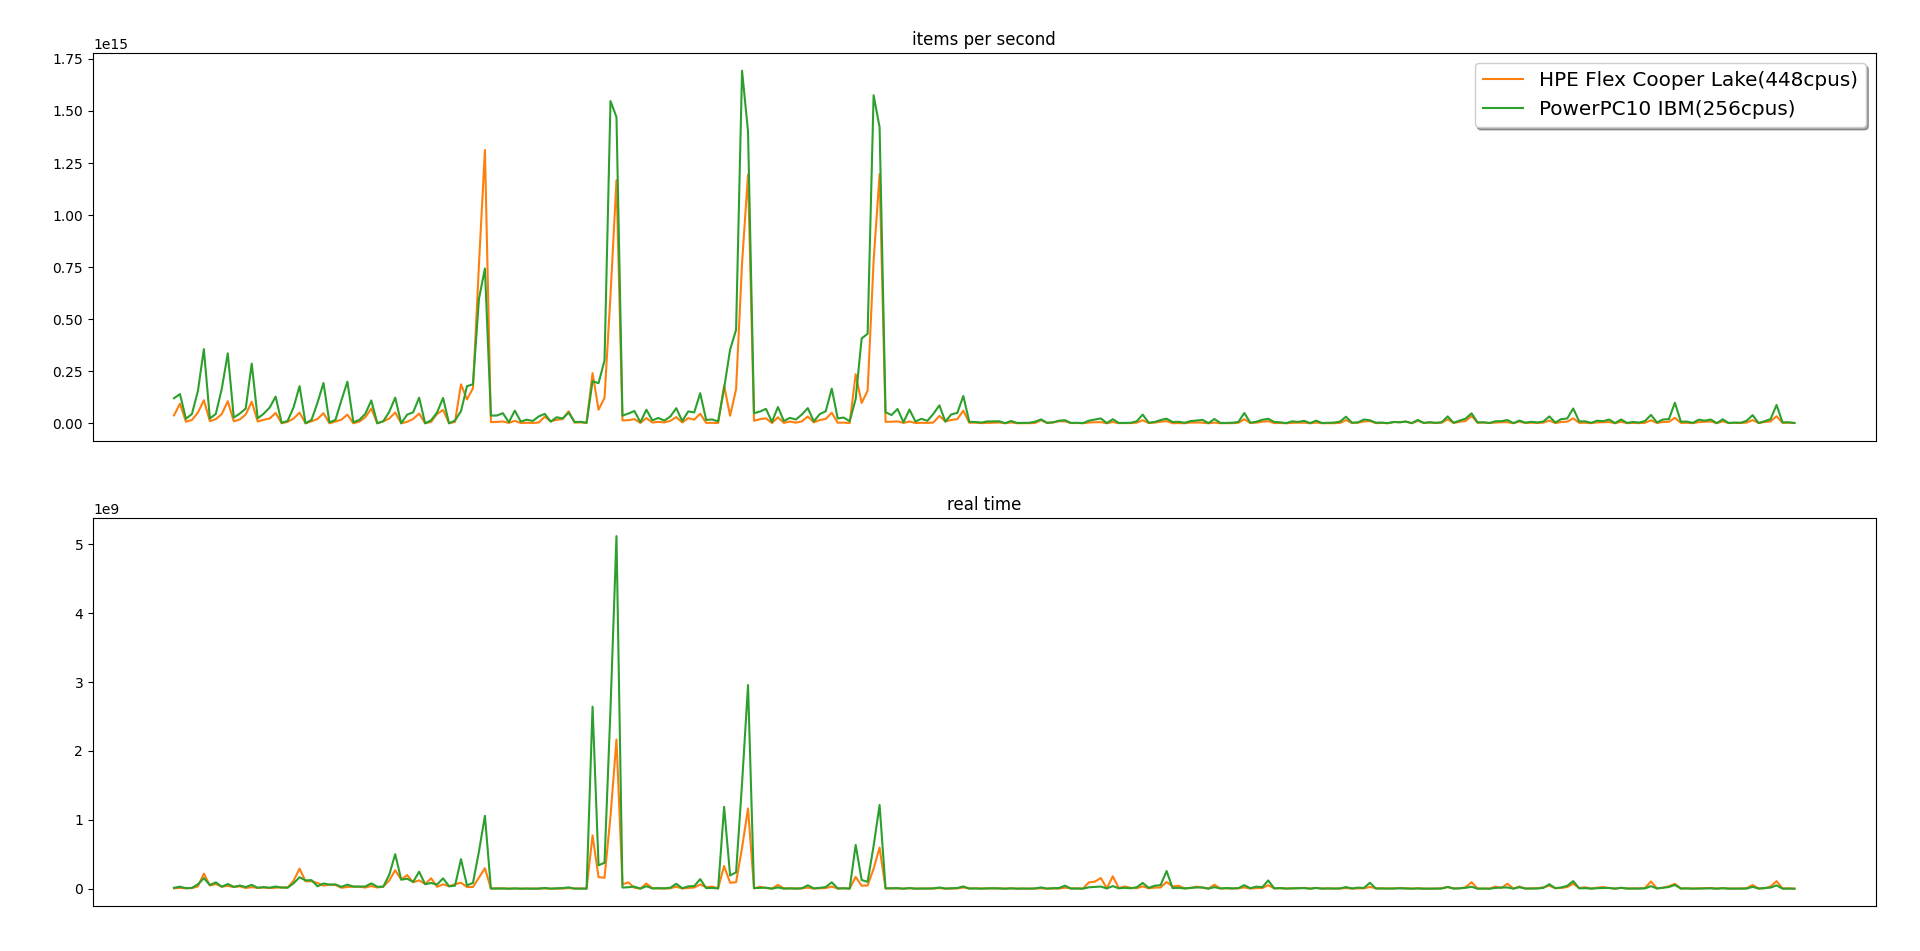 items per second
1e15
1.75
1.50
1.25
1.00
0.75
0.50
0.25
0.00
HPE Flex Cooper Lake(448cpus)
PowerPC10 IBM(256cpus)
real time
1e9
5
4
3
2
1
0